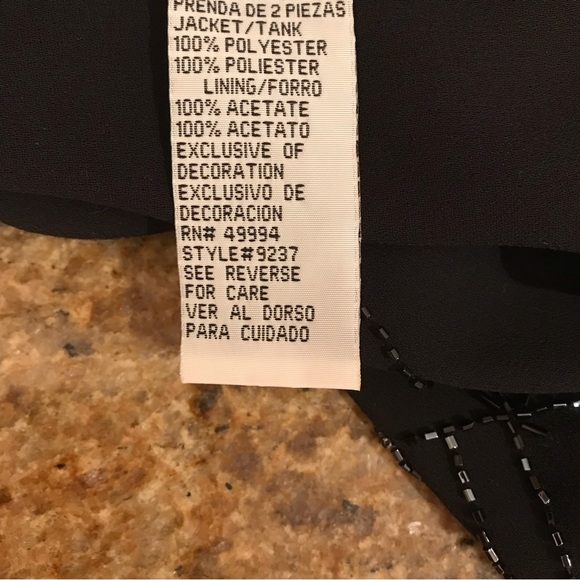 PRENDA DE 2 PIEZAS
JACKET/TANK
100% POLYESTER
100% POLIESTER
LINING/FORRO
100% ACETATE
100% ACETATO
EXCLUSIVE OF
DECORATION
EXCLUSIVO DE
DECORACION
RN# 49994
STYLE#9237
SEE REVERSE
FOR CARE
VER AL DORSO
PARA CUIDADO